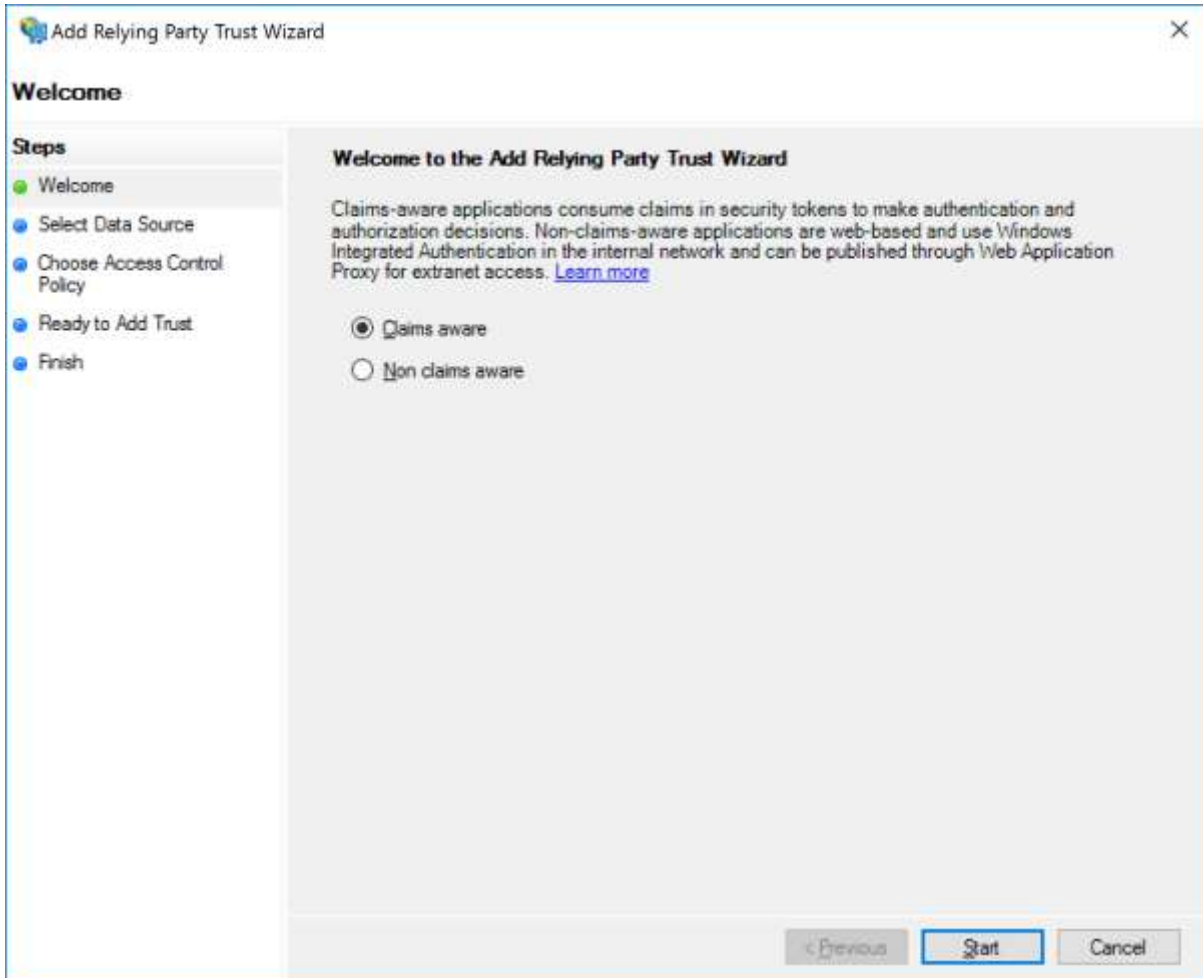 Add Relying Party Trust Wizard
Welcome
Steps
Welcome
Select Data Source
Choose Access Control
Policy
Ready to Add Trust
Finish
Welcome to the Add Relying Party Trust Wizard
Claims-aware applications consume claims in security tokens to make authentication and
authorization decisions. Non-claims-aware applications are web-based and use Windows
Integrated Authentication in the internal network and can be published through Web Application
Proxy for extranet access. Learn more
Claims aware
Non claims aware
< Previous
Start
Cancel